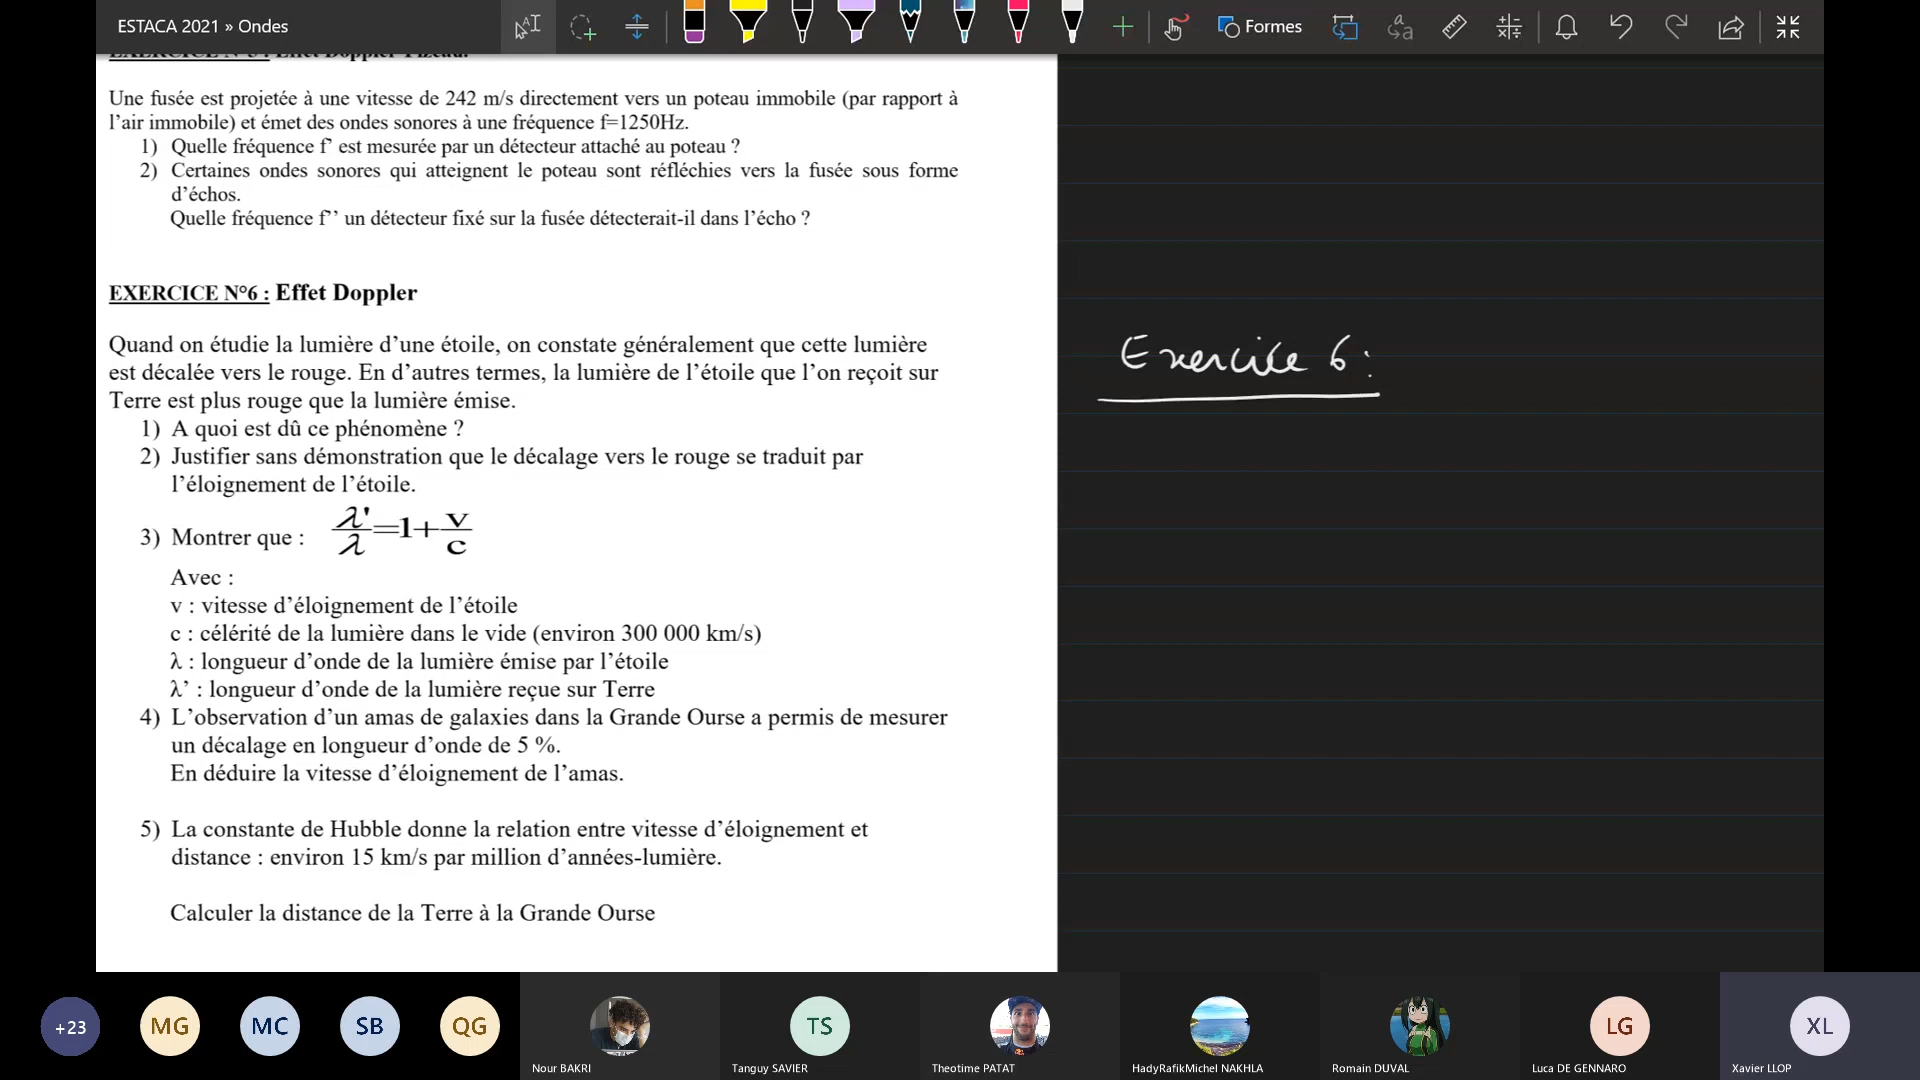 ESTACA 2021 » Ondes
Formes
EXERCICE N°5 : Effet Doppler Fizeau.
Une fusée est projetée à une vitesse de 242 m/s directement vers un poteau immobile (par rapport à
l'air immobile) et émet des ondes sonores à une fréquence f=1250Hz.
1) Quelle fréquence f' est mesurée par un détecteur attaché au poteau ?
2) Certaines ondes sonores qui atteignent le poteau sont réfléchies vers la fusée sous forme
d'échos.
Quelle fréquence f'' un détecteur fixé sur la fusée détecterait-il dans l'écho ?
EXERCICE N°6 : Effet Doppler
Quand on étudie la lumière d'une étoile, on constate généralement que cette lumière
est décalée vers le rouge. En d'autres termes, la lumière de l'étoile que l'on reçoit sur
Terre est plus rouge que la lumière émise.
1) A quoi est dû ce phénomène ?
2) Justifier sans démonstration que le décalage vers le rouge se traduit par
l'éloignement de l'étoile.
3) Montrer que : λ'/λ=1+v/c
Avec :
v : vitesse d'éloignement de l'étoile
c : célérité de la lumière dans le vide (environ 300 000 km/s)
λ : longueur d'onde de la lumière émise par l'étoile
λ' : longueur d'onde de la lumière reçue sur Terre
4) L'observation d'un amas de galaxies dans la Grande Ourse a permis de mesurer
un décalage en longueur d'onde de 5 %.
En déduire la vitesse d'éloignement de l'amas.
5) La constante de Hubble donne la relation entre vitesse d'éloignement et
distance : environ 15 km/s par million d'années-lumière.
Calculer la distance de la Terre à la Grande Ourse
Exercice 6 :
+23
MG
MC
SB
QG
TS
LG
XL
Nour BAKRI
Tanguy SAVIER
Theotime PATAT
HadyRafikMichel NAKHLA
Romain DUVAL
Luca DE GENNARO
Xavier LLOP